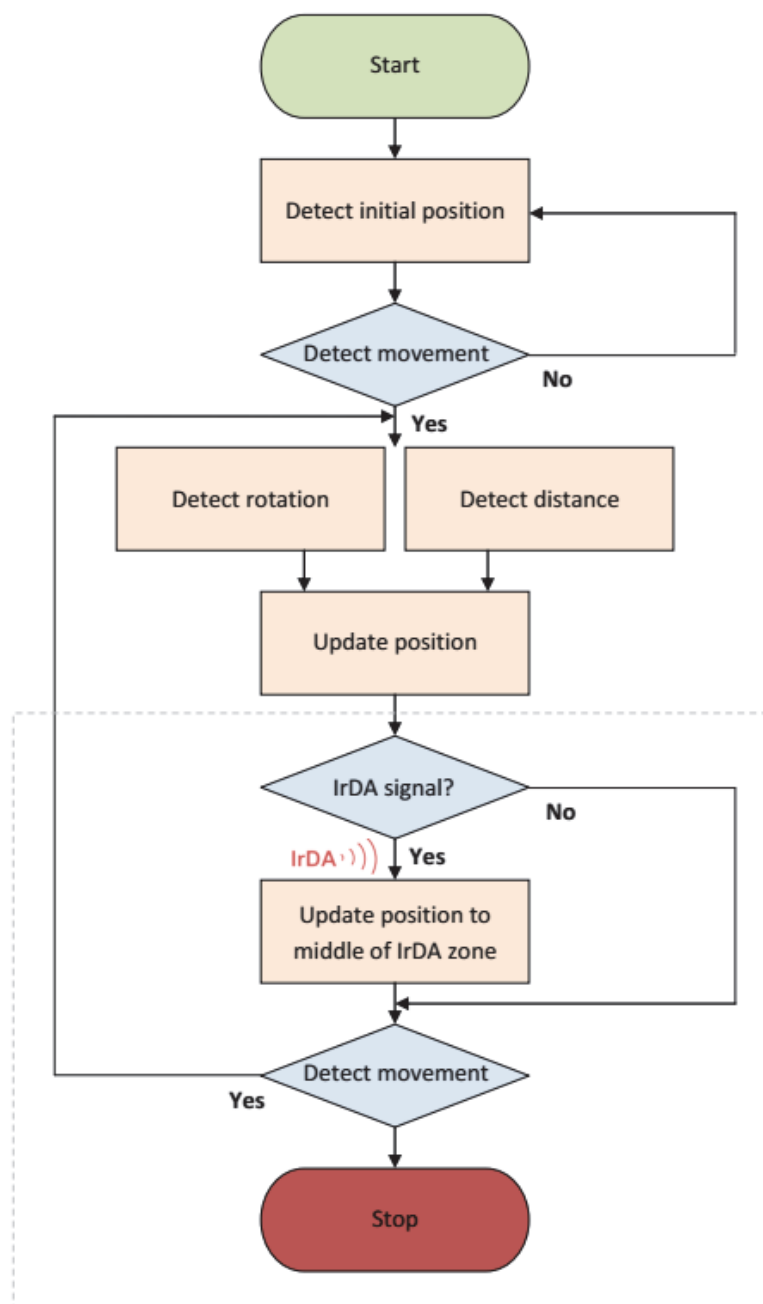 Start
Detect initial position
Detect movement
No
Yes
Detect rotation
Detect distance
Update position
IrDA signal?
No
IrDA
Yes
Update position to
middle of IrDA zone
Detect movement
Yes
Stop